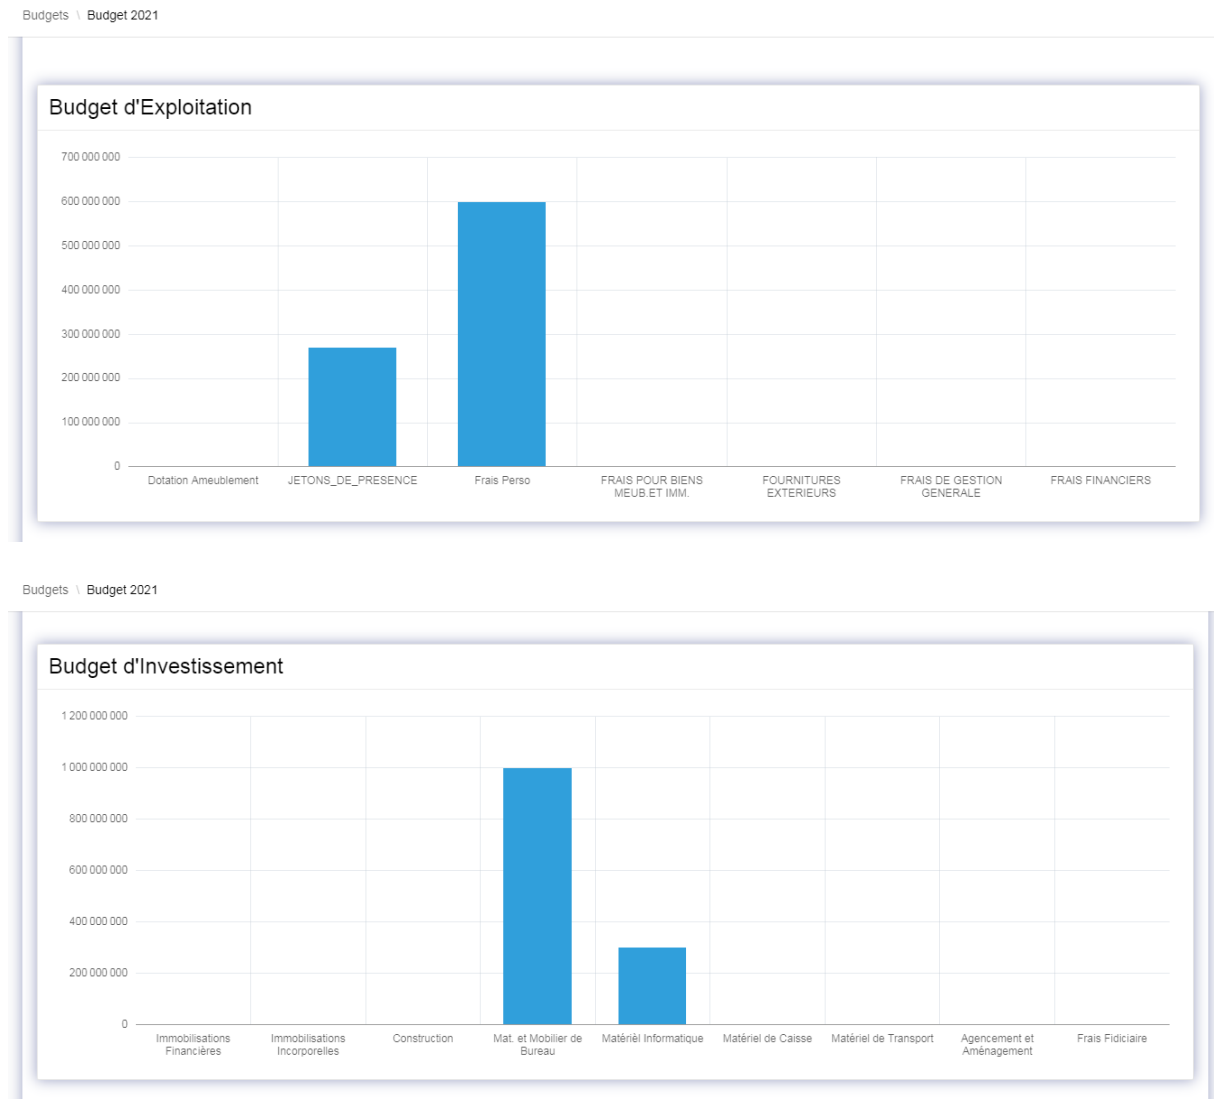 Budgets \ Budget 2021
Budget d'Exploitation
700 000 000
600 000 000
500 000 000
400 000 000
300 000 000
200 000 000
100 000 000
0
Dotation Ameublement
JETONS_DE_PRESENCE
Frais Perso
FRAIS POUR BIENS
MEUB.ET IMM.
FOURNITURES
EXTERIEURS
FRAIS DE GESTION
GENERALE
FRAIS FINANCIERS
Budgets \ Budget 2021
Budget d'Investissement
1 200 000 000
1 000 000 000
800 000 000
600 000 000
400 000 000
200 000 000
0
Immobilisations
Financières
Immobilisations
Incorporelles
Construction
Mat. et Mobilier de
Bureau
Matérièl Informatique
Matériel de Caisse
Matériel de Transport
Agencement et
Aménagement
Frais Fidiciaire